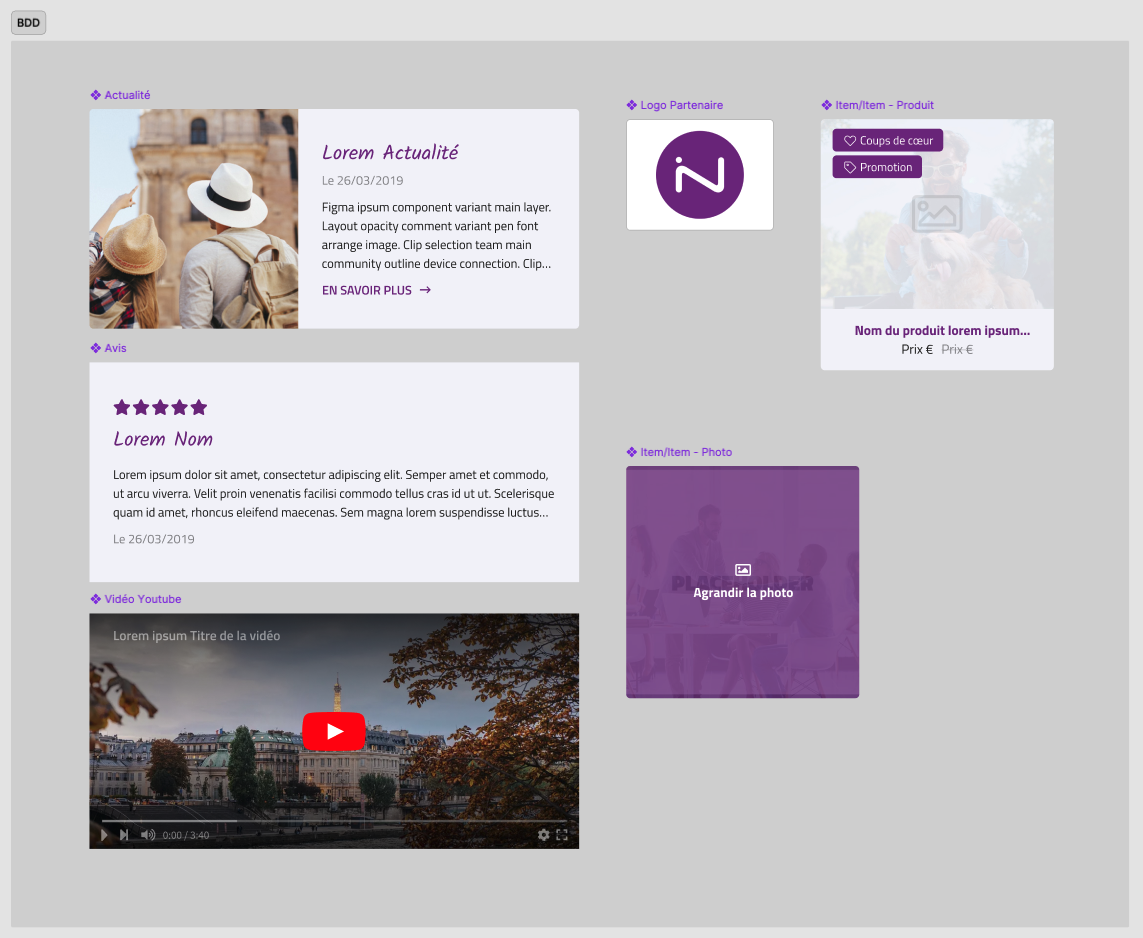 BDD
Actualité
Lorem Actualité
Le 26/03/2019
Figma ipsum component variant main layer.
Layout opacity comment variant pen font
arrange image. Clip selection team main
community outline device connection. Clip...
EN SAVOIR PLUS
Avis
Lorem Nom
Lorem ipsum dolor sit amet, consectetur adipiscing elit. Semper amet et commodo,
ut arcu viverra. Velit proin venenatis facilisi commodo tellus cras id ut ut. Scelerisque
quam id amet, rhoncus eleifend maecenas. Sem magna lorem suspendisse luctus...
Le 26/03/2019
Vidéo Youtube
Lorem ipsum Titre de la vidéo
0:00 / 3:40
Logo Partenaire
Item/Item - Produit
Coups de cœur
Promotion
Nom du produit lorem ipsum...
Prix € Prix €
Item/Item - Photo
PLACEHOLDER
Agrandir la photo